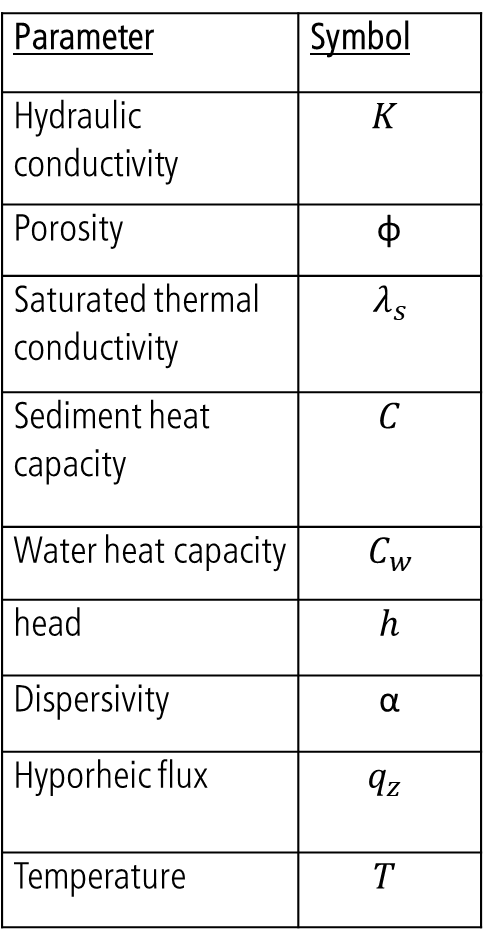 Parameter Symbol
Hydraulic K
conductivity
Porosity ϕ
Saturated thermal λₛ
conductivity
Sediment heat C
capacity
Water heat capacity C_w
head h
Dispersivity α
Hyporheic flux q_z
Temperature T